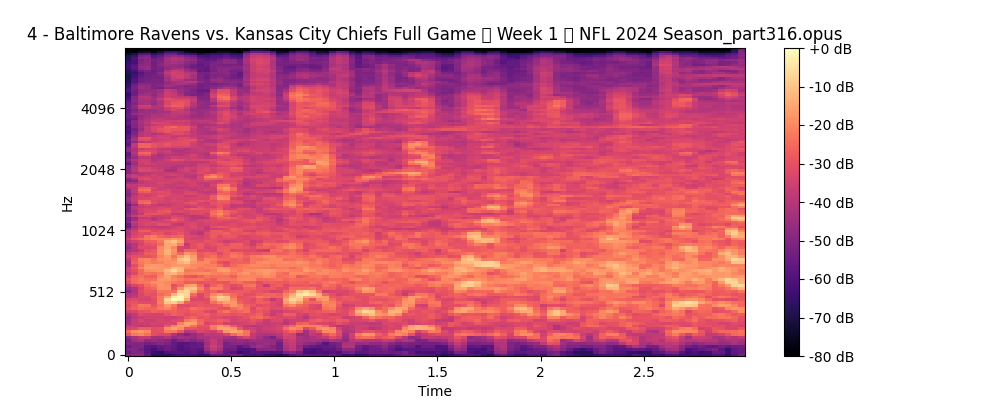 4 - Baltimore Ravens vs. Kansas City Chiefs Full Game ▯ Week 1 ▯ NFL 2024 Season_part316.opus
+0 dB
-10 dB
-20 dB
-30 dB
-40 dB
-50 dB
-60 dB
-70 dB
-80 dB
4096
2048
1024
512
0
Hz
0
0.5
1
1.5
2
2.5
Time